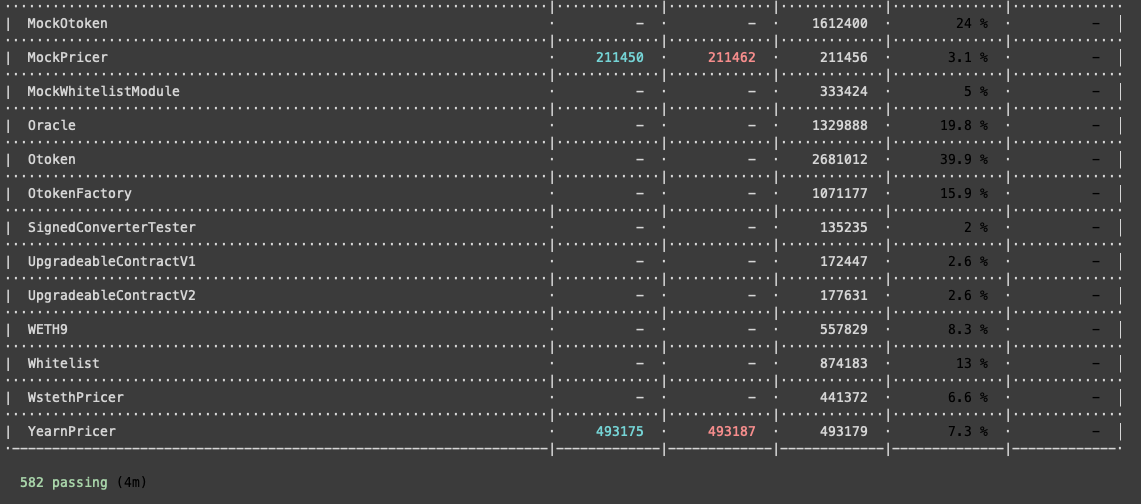 | MockOtoken · – | – · 1612400 · 24 % · – |
| MockPricer · 211450 · 211462 · 211456 · 3.1 % · – |
| MockWhitelistModule · – · – · 333424 · 5 % · – |
| Oracle · – · – · 1329888 · 19.8 % · – |
| Otoken · – · – · 2681012 · 39.9 % · – |
| OtokenFactory · – · – · 1071177 · 15.9 % · – |
| SignedConverterTester · – · – · 135235 · 2 % · – |
| UpgradeableContractV1 · – · – · 172447 · 2.6 % · – |
| UpgradeableContractV2 · – · – · 177631 · 2.6 % · – |
| WETH9 · – · – · 557829 · 8.3 % · – |
| Whitelist · – · – · 874183 · 13 % · – |
| WstethPricer · – · – · 441372 · 6.6 % · – |
| YearnPricer · 493175 · 493187 · 493179 · 7.3 % · – |
582 passing (4m)